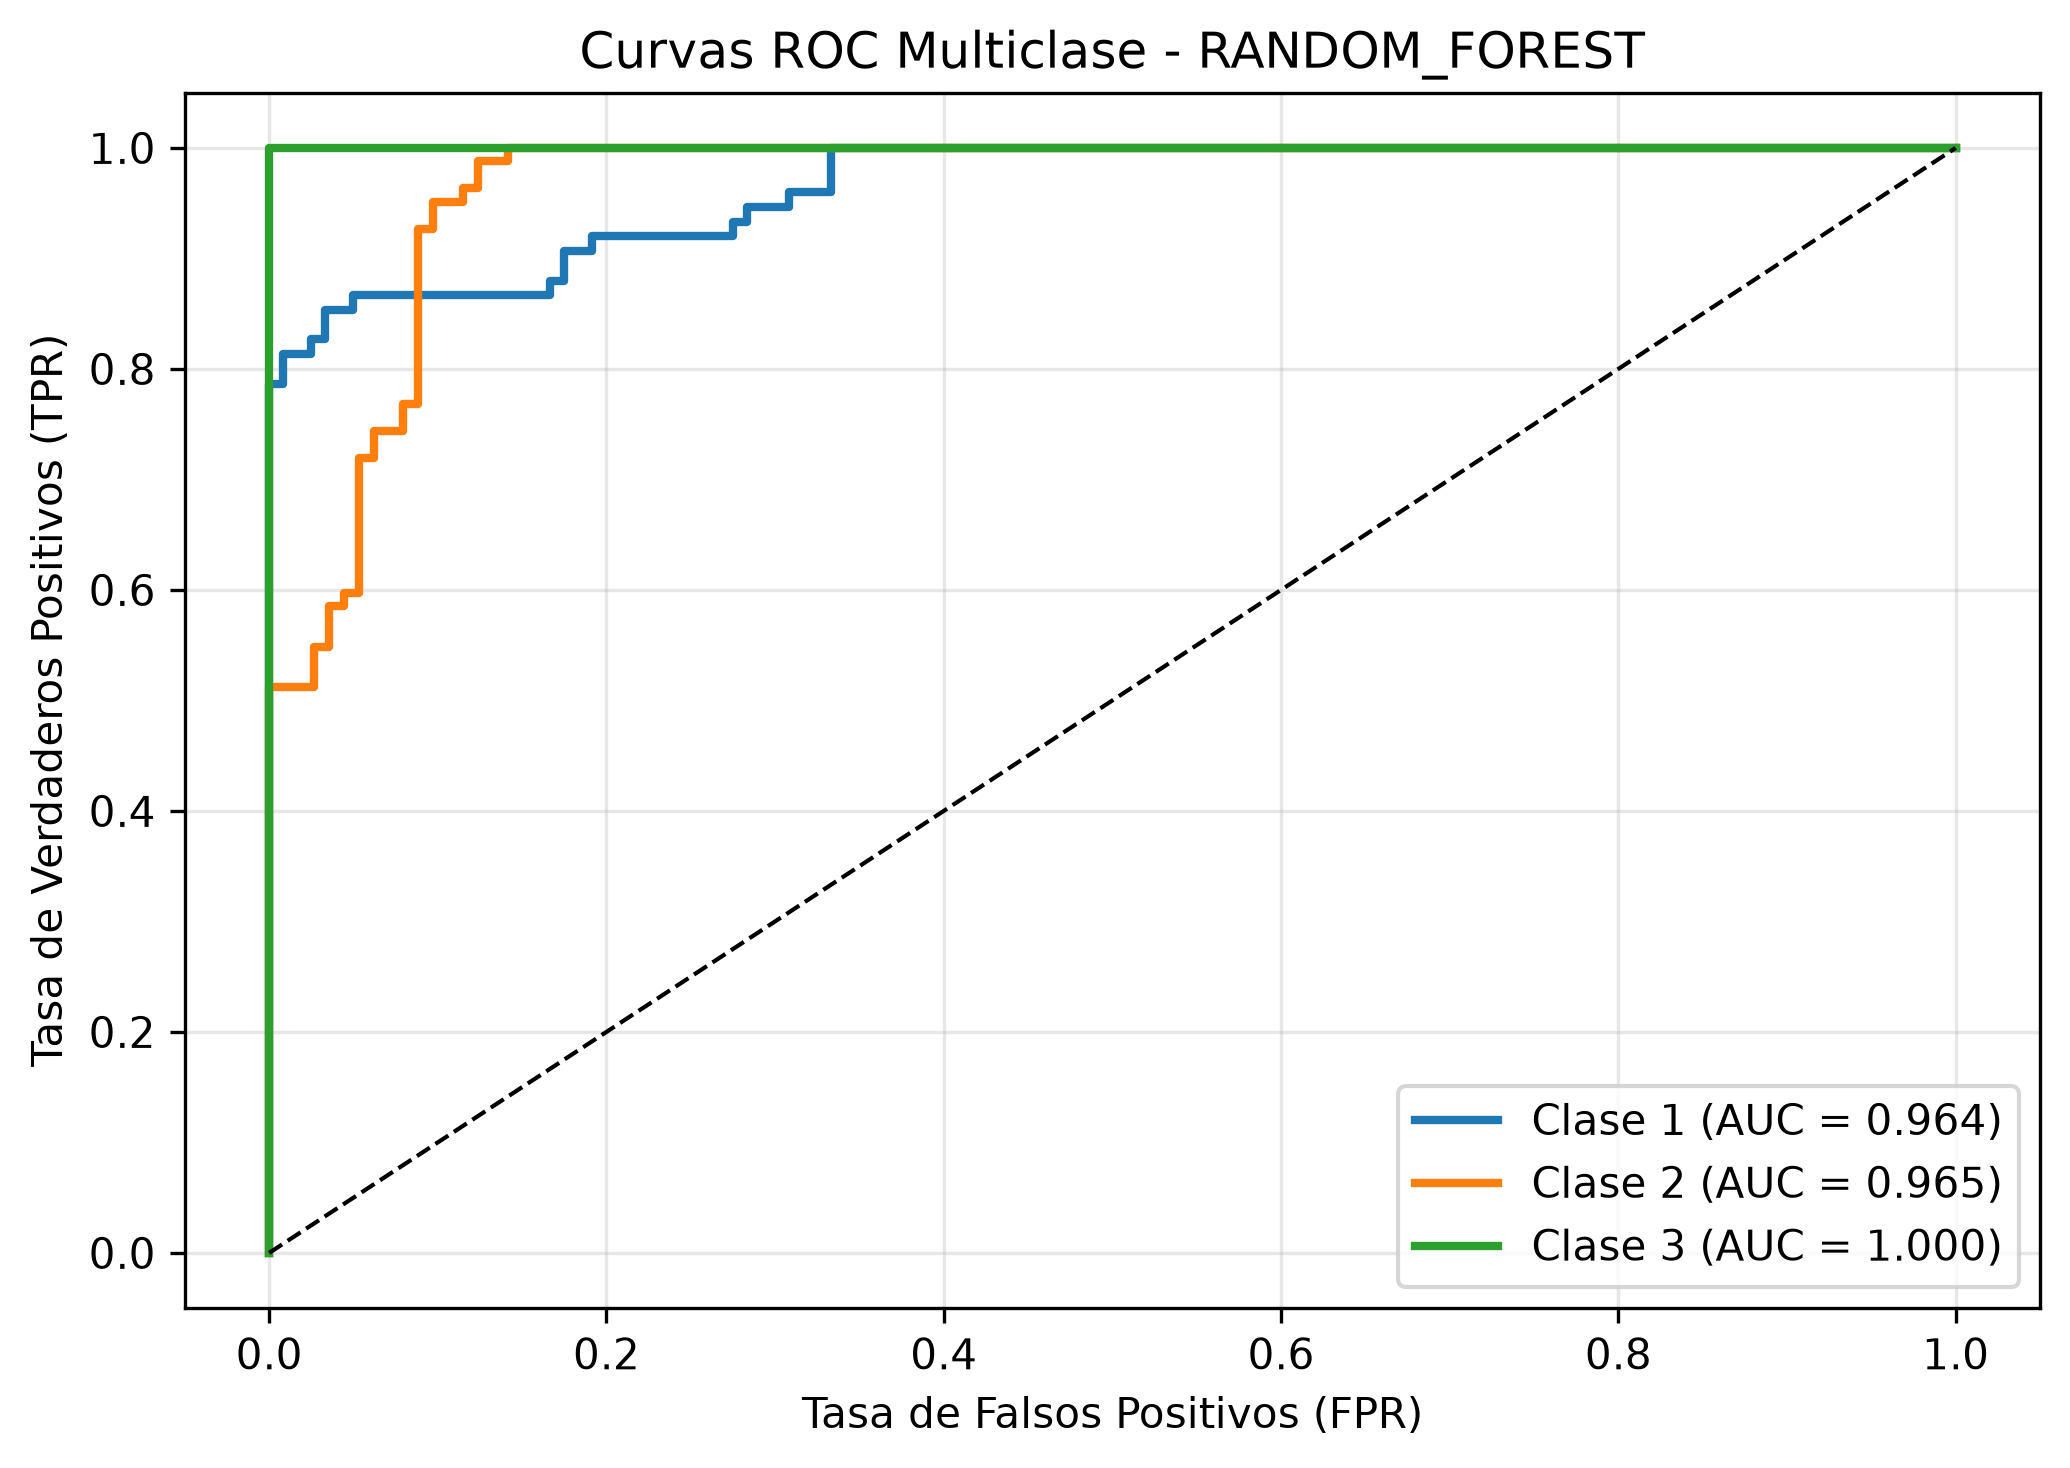 Curvas ROC Multiclase - RANDOM_FOREST
Tasa de Verdaderos Positivos (TPR)
1.0
0.8
0.6
0.4
0.2
0.0
Clase 1 (AUC = 0.964)
Clase 2 (AUC = 0.965)
Clase 3 (AUC = 1.000)
0.0 0.2 0.4 0.6 0.8 1.0
Tasa de Falsos Positivos (FPR)